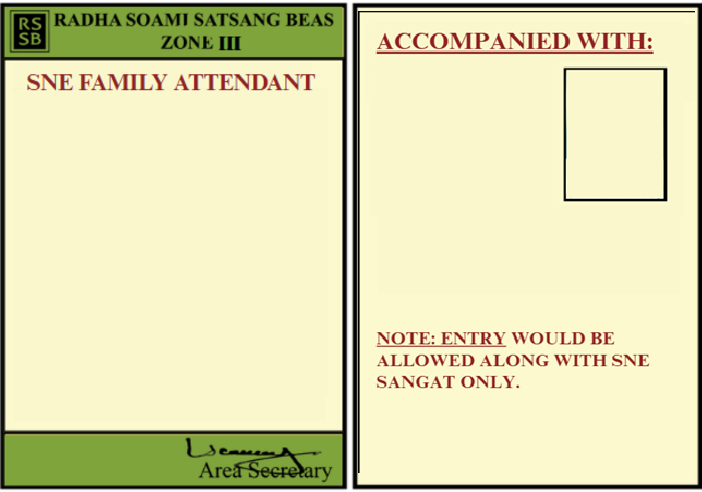 RS
SB
RADHA SOAMI SATSANG BEAS
ZONE III
SNE FAMILY ATTENDANT
Area Secretary
ACCOMPANIED WITH:
NOTE: ENTRY WOULD BE
ALLOWED ALONG WITH SNE
SANGAT ONLY.